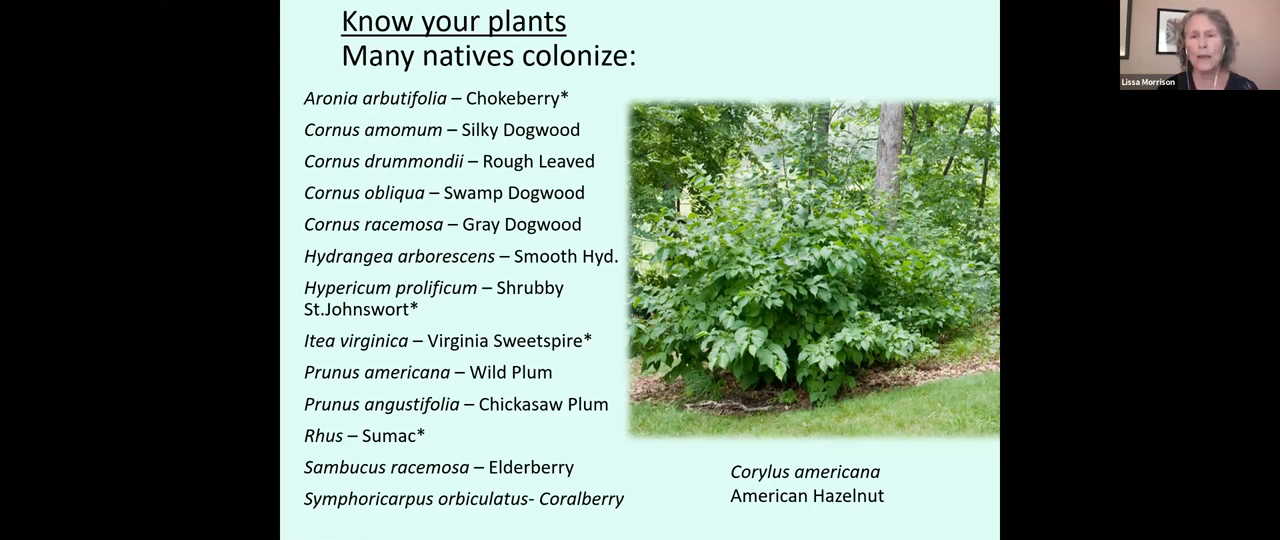 Know your plants
Many natives colonize:
Aronia arbutifolia – Chokeberry*
Cornus amomum – Silky Dogwood
Cornus drummondii – Rough Leaved
Cornus obliqua – Swamp Dogwood
Cornus racemosa – Gray Dogwood
Hydrangea arborescens – Smooth Hyd.
Hypericum prolificum – Shrubby
St.Johnswort*
Itea virginica – Virginia Sweetspire*
Prunus americana – Wild Plum
Prunus angustifolia – Chickasaw Plum
Rhus – Sumac*
Sambucus racemosa – Elderberry
Symphoricarpus orbiculatus- Coralberry
Corylus americana
American Hazelnut
Lissa Morrison